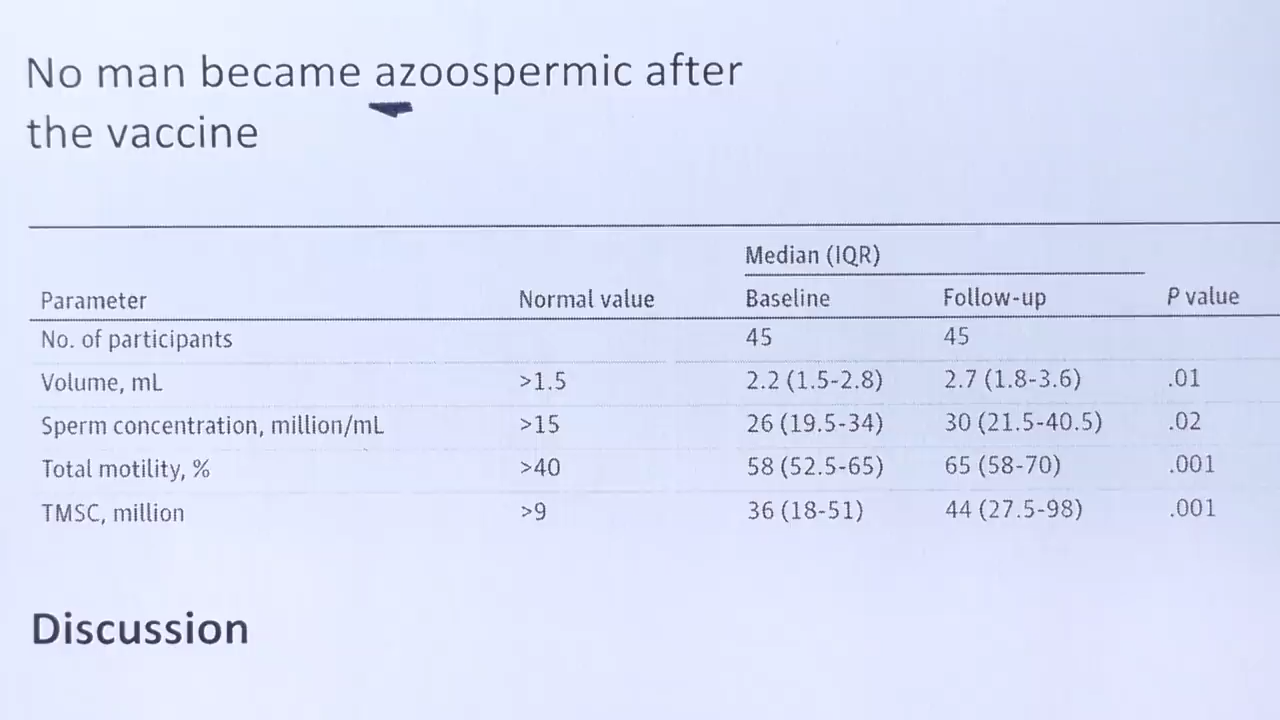 No man became azoospermic after
the vaccine
Median (IQR)
Parameter Normal value Baseline Follow-up P value
No. of participants 45 45
Volume, mL >1.5 2.2 (1.5-2.8) 2.7 (1.8-3.6) .01
Sperm concentration, million/mL >15 26 (19.5-34) 30 (21.5-40.5) .02
Total motility, % >40 58 (52.5-65) 65 (58-70) .001
TMSC, million >9 36 (18-51) 44 (27.5-98) .001
Discussion